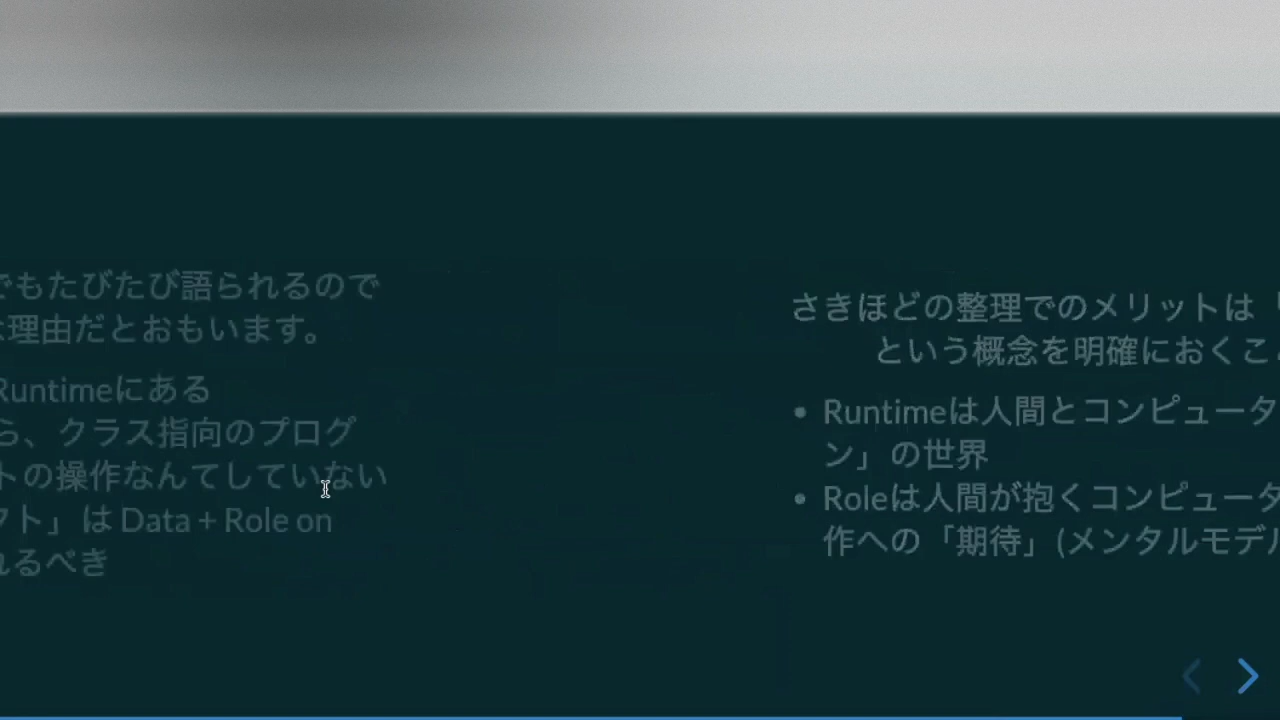 でもたびたび語られるので
な理由だとおもいます。
Runtimeにある
ら、クラス指向のプログ
トの操作なんてしていない
クト」は Data + Role on
れるべき
さきほどの整理でのメリットは「
という概念を明確におくこ
• Runtimeは人間とコンピュータ
ン」の世界
• Roleは人間が抱くコンピュータ
作への「期待」(メンタルモデル